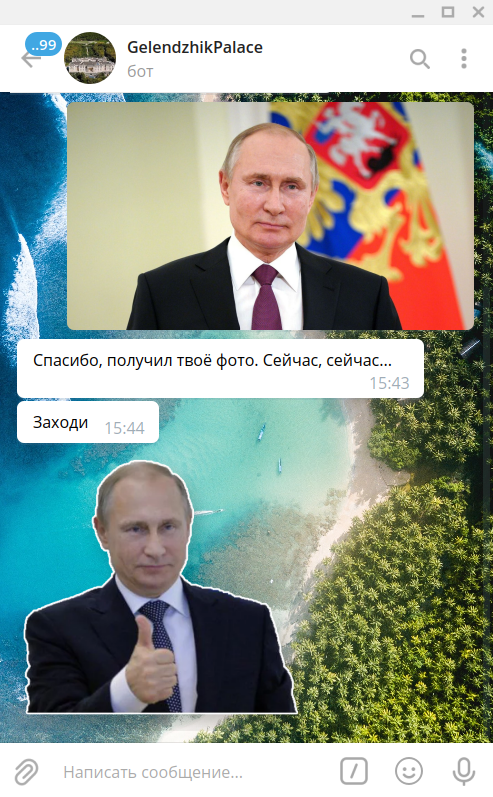 ..99
GelendzhikPalace
бот
Спасибо, получил твоё фото. Сейчас, сейчас...
15:43
Заходи 15:44
Написать сообщение...